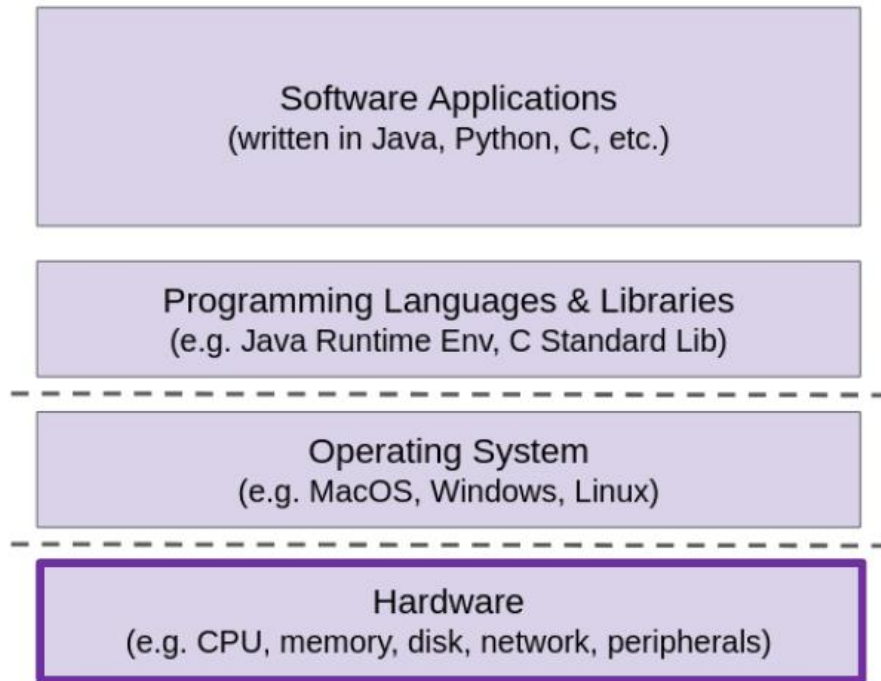 Software Applications
(written in Java, Python, C, etc.)
Programming Languages & Libraries
(e.g. Java Runtime Env, C Standard Lib)
Operating System
(e.g. MacOS, Windows, Linux)
Hardware
(e.g. CPU, memory, disk, network, peripherals)